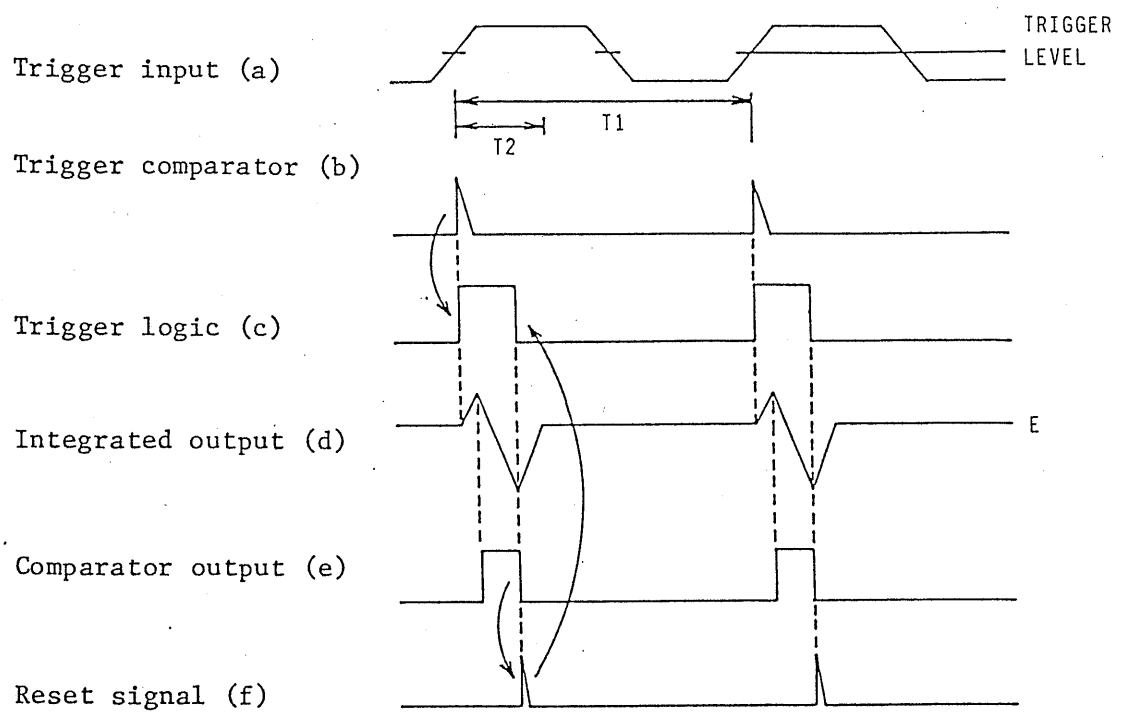 TRIGGER
LEVEL
Trigger input (a)
T1
T2
Trigger comparator (b)
Trigger logic (c)
Integrated output (d)
E
Comparator output (e)
Reset signal (f)